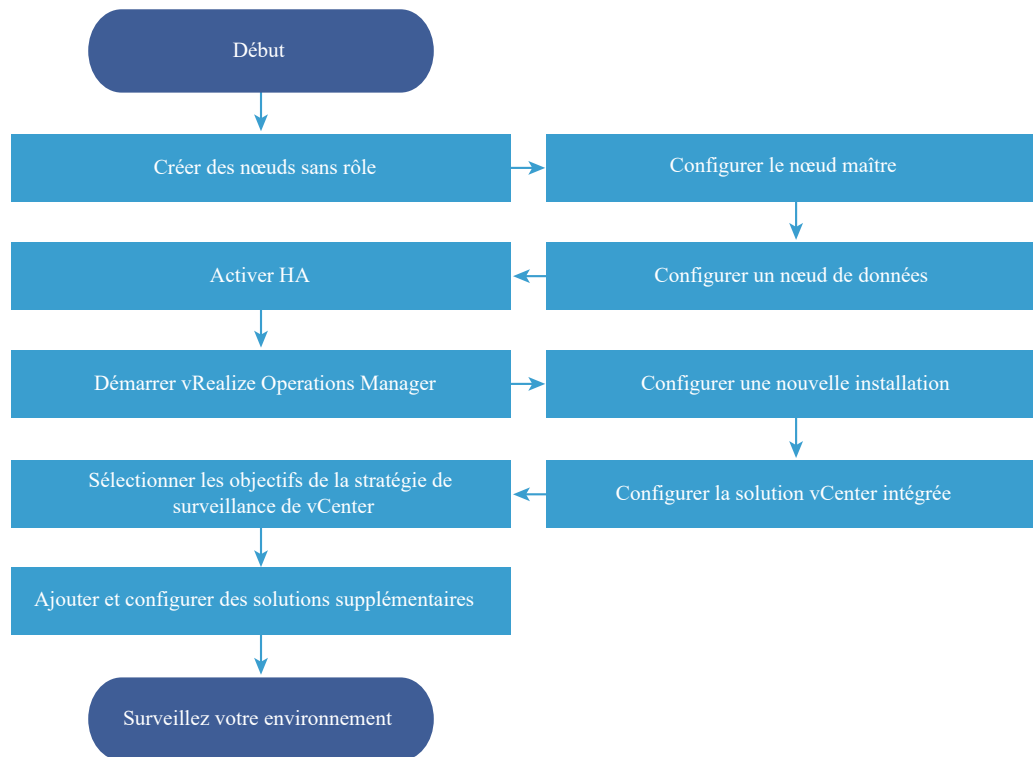 Début
Créer des nœuds sans rôle
Configurer le nœud maître
Configurer un nœud de données
Activer HA
Démarrer vRealize Operations Manager
Configurer une nouvelle installation
Configurer la solution vCenter intégrée
Sélectionner les objectifs de la stratégie de
surveillance de vCenter
Ajouter et configurer des solutions supplémentaires
Surveillez votre environnement